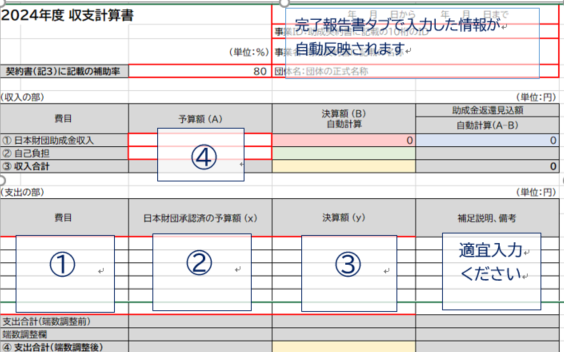 2024年度 収支計算書
年　月　日から　年　月　日まで
完了報告書タブで入力した情報が
自動反映されます
(単位:%)
契約書(記3)に記載の補助率 80 団体名:団体の正式名称
(収入の部) (単位:円)
費目 予算額 (A) 決算額 (B) 自動計算 助成金返還見込額
自動計算(A-B)
① 日本財団助成金収入 0 0
② 自己負担
④
③ 収入合計 0
(支出の部) (単位:円)
費目 日本財団承認済の予算額 (x) 決算額 (y) 補足説明、備考
① ② ③ 適宜入力
ください
支出合計(端数調整前)
端数調整欄
④ 支出合計(端数調整後)